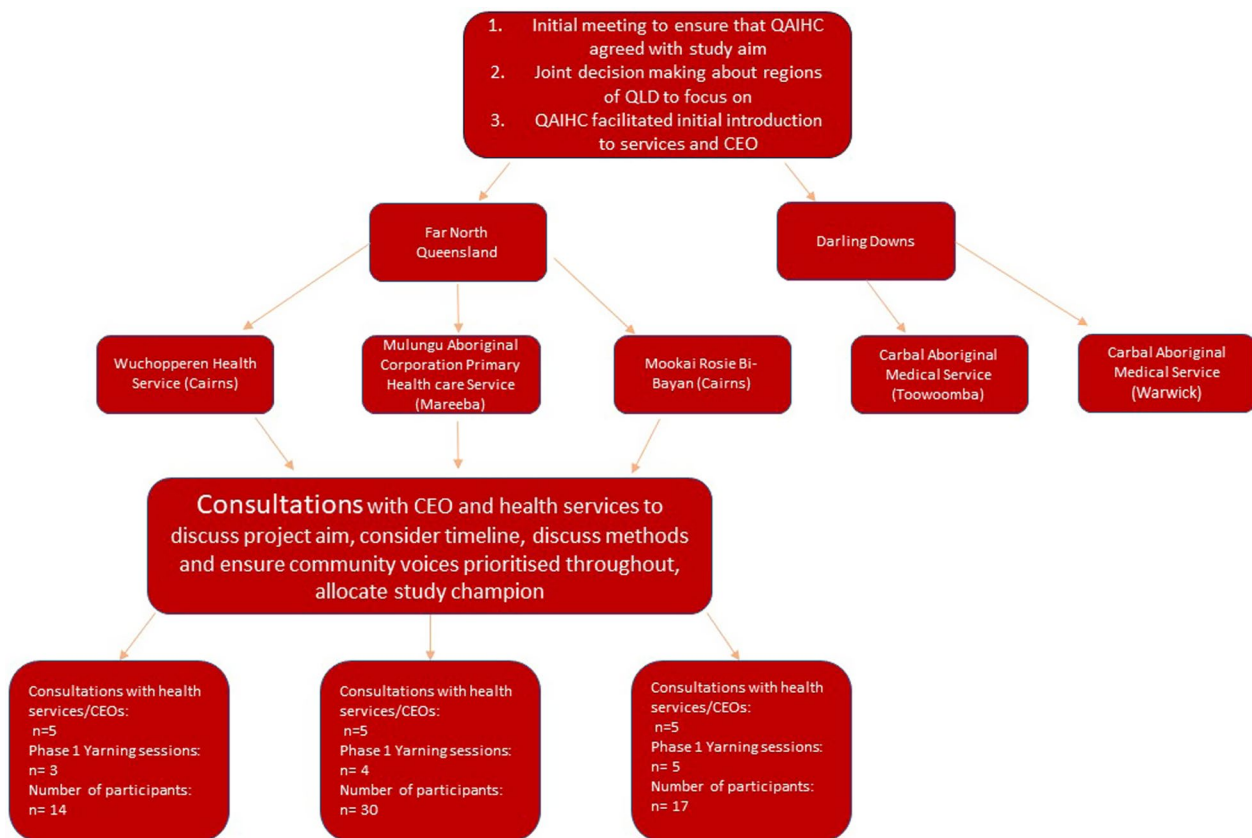 1. Initial meeting to ensure that QAIHC
agreed with study aim
2. Joint decision making about regions
of QLD to focus on
3. QAIHC facilitated initial introduction
to services and CEO
Far North
Queensland
Darling Downs
Wuchopperen Health
Service (Cairns)
Mulungu Aboriginal
Corporation Primary
Health care Service
(Mareeba)
Mookai Rosie Bi-
Bayan (Cairns)
Carbal Aboriginal
Medical Service
(Toowoomba)
Carbal Aboriginal
Medical Service
(Warwick)
Consultations with CEO and health services to
discuss project aim, consider timeline, discuss methods
and ensure community voices prioritised throughout,
allocate study champion
Consultations with health
services/CEOs:
n=5
Phase 1 Yarning sessions:
n= 3
Number of participants:
n= 14
Consultations with health
services/CEOs:
n=5
Phase 1 Yarning sessions:
n= 4
Number of participants:
n= 30
Consultations with health
services/CEOs:
n=5
Phase 1 Yarning sessions:
n= 5
Number of participants:
n= 17